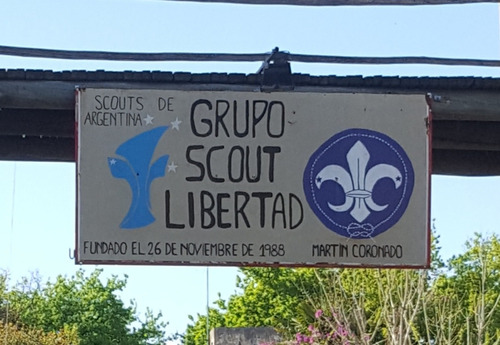 SCOUTS DE
ARGENTINA
GRUPO
SCOUT
LIBERTAD
FUNDADO EL 26 DE NOVIEMBRE DE 1988
MARTIN CORONADO